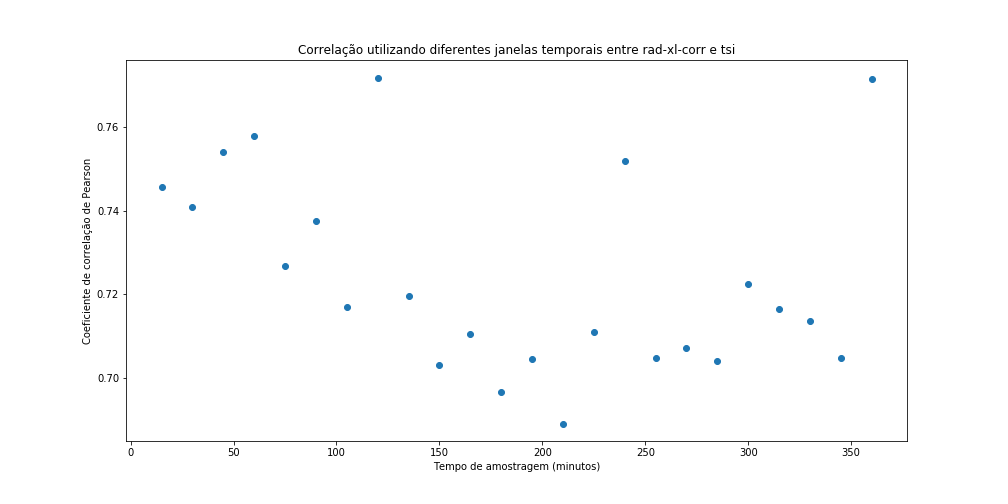 Correlação utilizando diferentes janelas temporais entre rad-xl-corr e tsi
Coeficiente de correlação de Pearson
0.76
0.74
0.72
0.70
0 50 100 150 200 250 300 350
Tempo de amostragem (minutos)